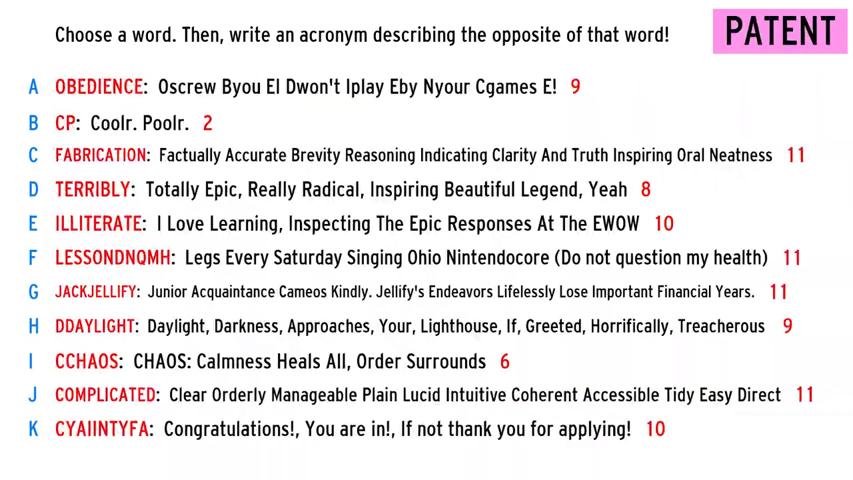 Choose a word. Then, write an acronym describing the opposite of that word!
PATENT
A OBEDIENCE: Oscrew Byou EI Dwon't Iplay Eby Nyour Cgames E! 9
B CP: Coolr. Poolr. 2
C FABRICATION: Factually Accurate Brevity Reasoning Indicating Clarity And Truth Inspiring Oral Neatness 11
D TERRIBLY: Totally Epic, Really Radical, Inspiring Beautiful Legend, Yeah 8
E ILLITERATE: I Love Learning, Inspecting The Epic Responses At The EWOW 10
F LESSONDNQMH: Legs Every Saturday Singing Ohio Nintendocore (Do not question my health) 11
G JACKJELLIFY: Junior Acquaintance Cameos Kindly. Jellify's Endeavors Lifelessly Lose Important Financial Years. 11
H DDAYLIGHT: Daylight, Darkness, Approaches, Your, Lighthouse, If, Greeted, Horrifically, Treacherous 9
I CCHAOS: CHAOS: Calmness Heals All, Order Surrounds 6
J COMPLICATED: Clear Orderly Manageable Plain Lucid Intuitive Coherent Accessible Tidy Easy Direct 11
K CYAIINTYFA: Congratulations!, You are in!, If not thank you for applying! 10